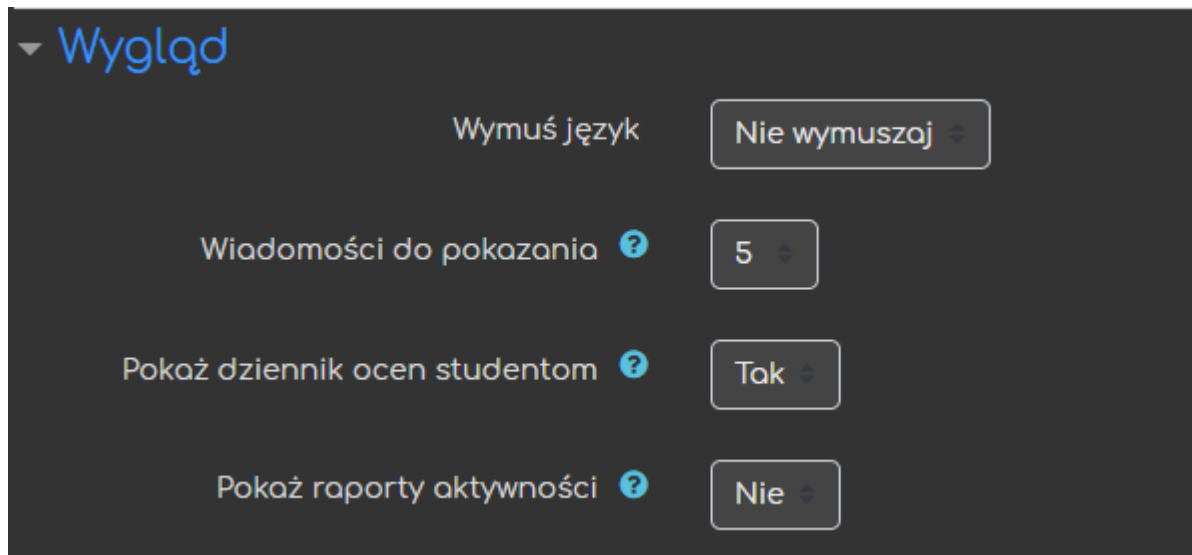 Wygląd
Wymuś język Nie wymuszaj
Wiadomości do pokazania ? 5
Pokaż dziennik ocen studentom ? Tak
Pokaż raporty aktywności ? Nie